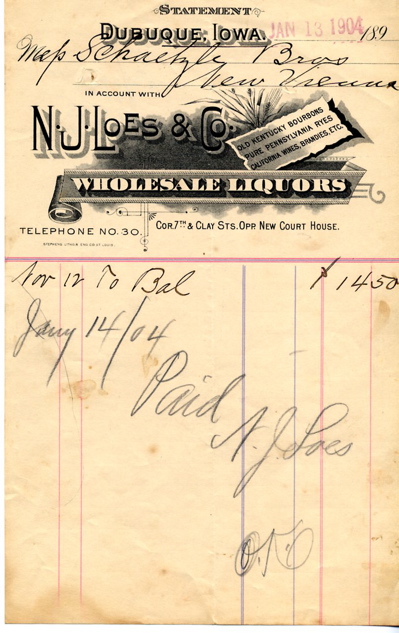 STATEMENT
DUBUQUE, IOWA. JAN 13 1904 189
Mess Schaetzle Bros
New Vienna
IN ACCOUNT WITH
N. J. LOES & CO.
OLD KENTUCKY BOURBONS
PURE PENNSYLVANIA RYES
CALIFORNIA WINES, BRANDIES, ETC.
WHOLESALE LIQUORS
TELEPHONE NO. 30.
COR. 7TH & CLAY STS. OPP. NEW COURT HOUSE.
Nov 12 To Bal $ 14 50
Jany 14/04
Paid
N. J. Loes
O.K.